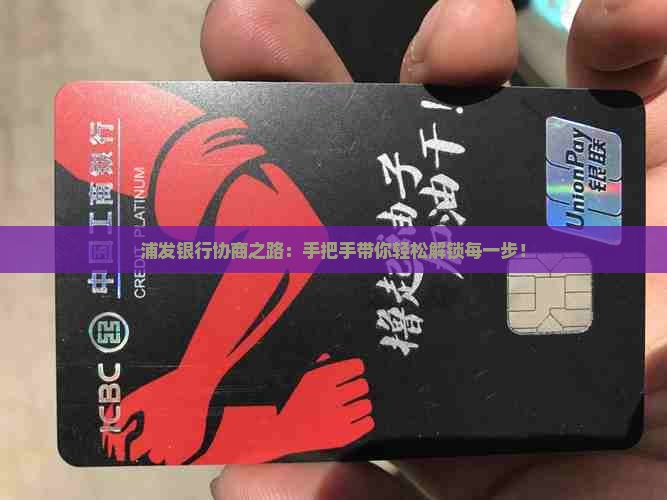 浦发银行协商之路：手把手带你轻松解锁每一步！
中国工商银行
CREDIT PLATINUM
ICBC
撸起袖子
加油干！
UnionPay
银联